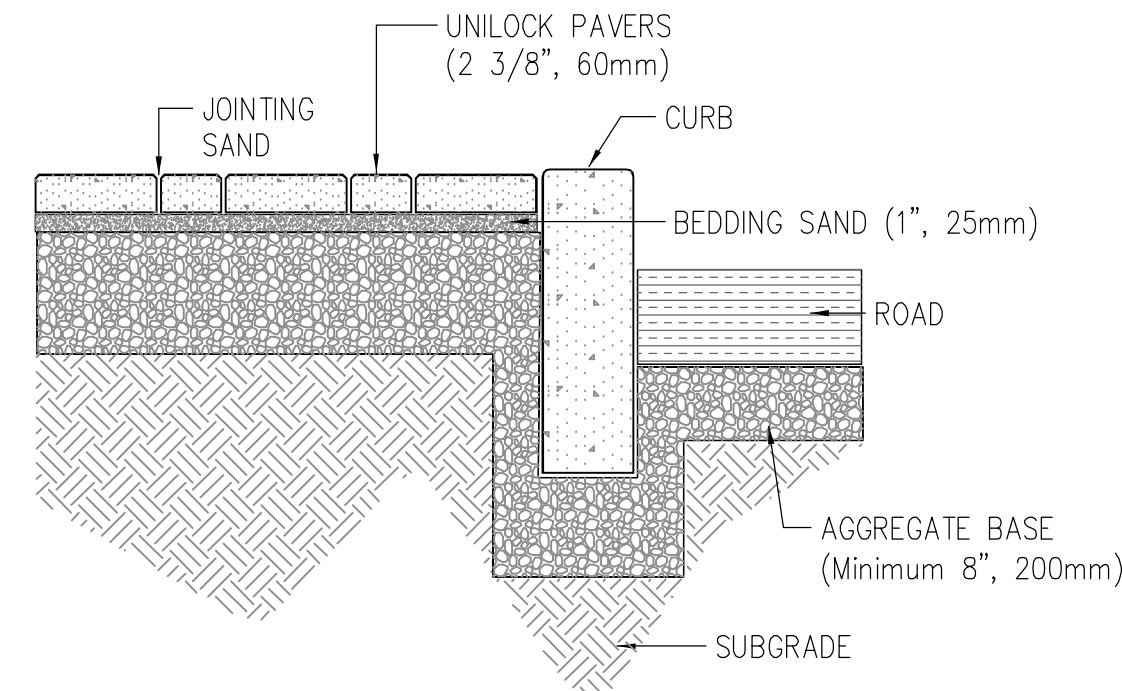 UNILOCK PAVERS
(2 3/8”, 60mm)
JOINTING
SAND
CURB
BEDDING SAND (1”, 25mm)
ROAD
AGGREGATE BASE
(Minimum 8”, 200mm)
SUBGRADE